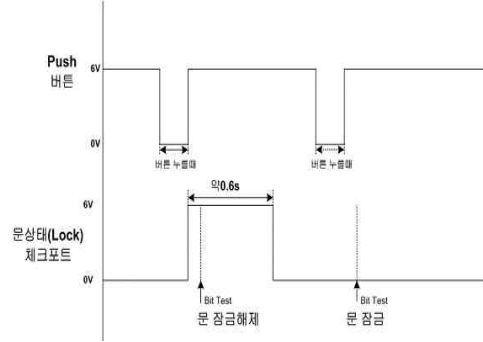 Push
버튼
6V
0V
버튼 누를때
버튼 누를때
약0.6s
문상태(Lock)
체크포트
6V
0V
Bit Test
문 잠금해제
Bit Test
문 잠금